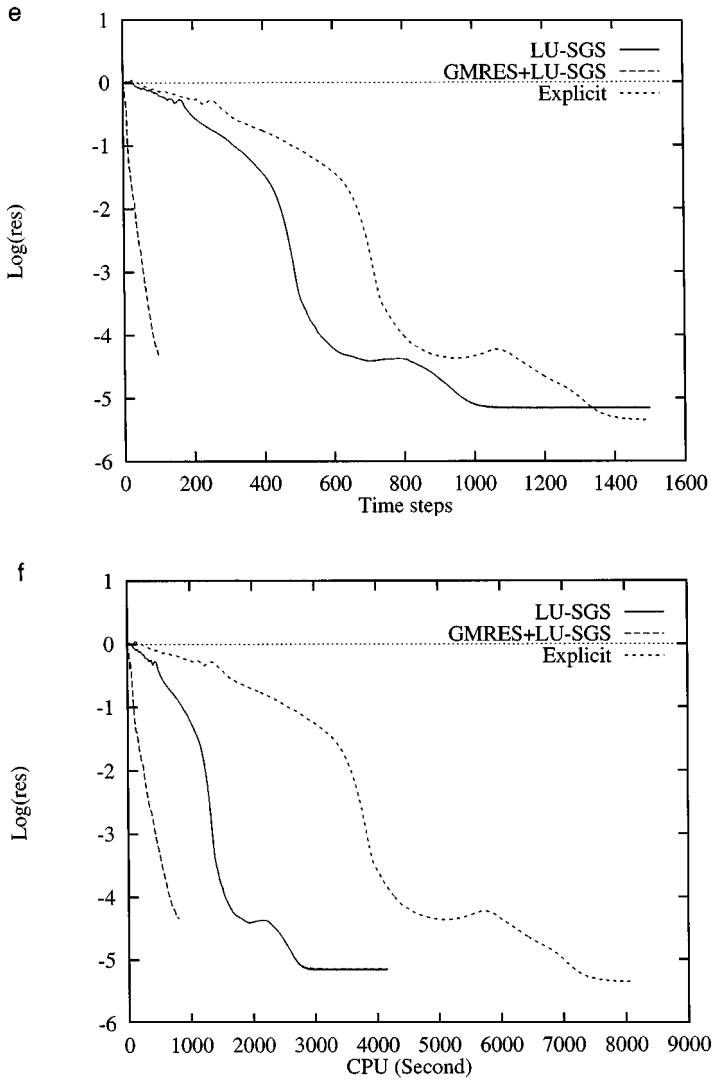 e
1
0
-1
-2
-3
-4
-5
-6
Log(res)
LU-SGS
GMRES+LU-SGS
Explicit
0 200 400 600 800 1000 1200 1400 1600
Time steps
f
1
0
-1
-2
-3
-4
-5
-6
Log(res)
LU-SGS
GMRES+LU-SGS
Explicit
0 1000 2000 3000 4000 5000 6000 7000 8000 9000
CPU (Second)